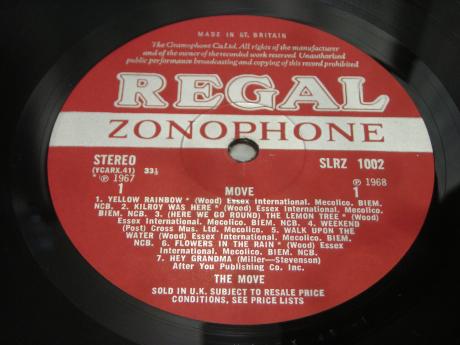 MADE IN GT. BRITAIN
The Gramophone Co. Ltd. All rights of the manufacturer
and of the owner of the recorded work reserved Unauthorised
public performance broadcasting and copying of this record prohibited
REGAL
ZONOPHONE
STEREO
(YGARX.41) 33⅓
℗ 1967
1
SLRZ 1002
℗ 1968
1
MOVE
1. YELLOW RAINBOW * (Wood) Essex International. Mecolico, BIEM.
NCB. 2. KILROY WAS HERE * (Wood) Essex International. Mecolico,
BIEM. NCB. 3. (HERE WE GO ROUND) THE LEMON TREE * (Wood)
Essex International. Mecolico, BIEM. NCB. 4. WEEKEND
(Post) Cross Mus. Ltd. Mecolico. 5. WALK UPON THE
WATER (Wood) Essex International. Mecolico, BIEM.
NCB. 6. FLOWERS IN THE RAIN * (Wood) Essex
International. Mecolico, BIEM. NCB.
7. HEY GRANDMA (Miller—Stevenson)
After You Publishing Co. Inc.
THE MOVE
SOLD IN U.K. SUBJECT TO RESALE PRICE
CONDITIONS, SEE PRICE LISTS